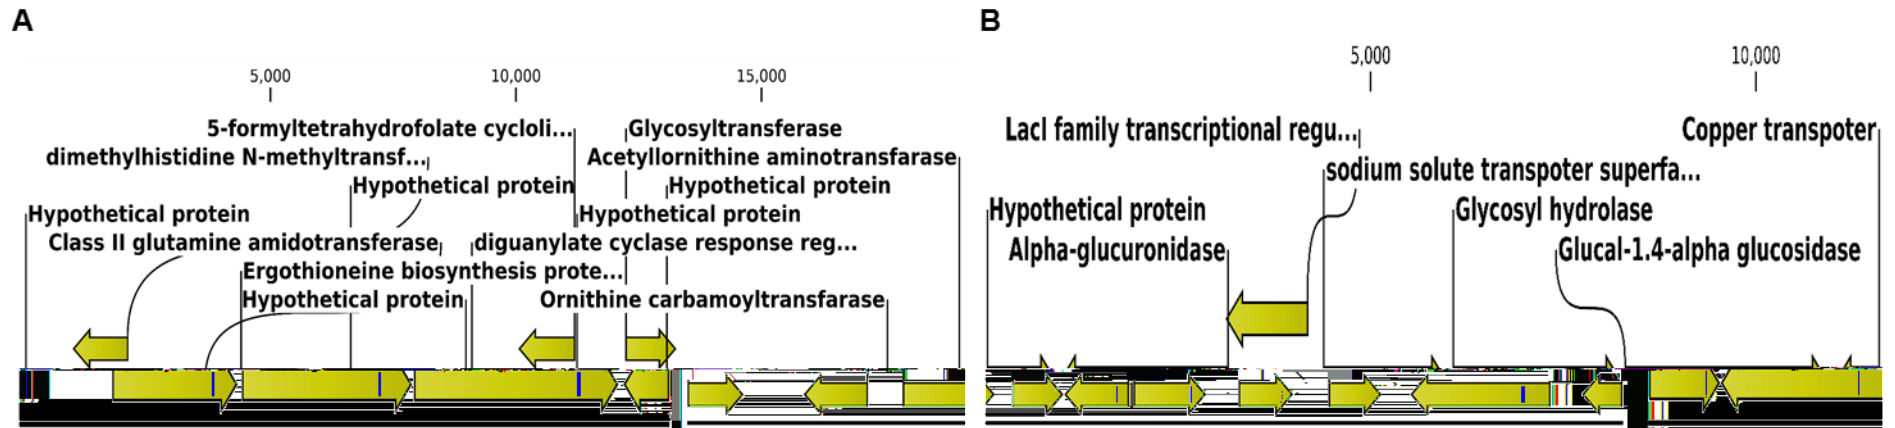 A
5,000 10,000 15,000
5-formyltetrahydrofolate cycloli... Glycosyltransferase
dimethylhistidine N-methyltransf... Acetyllornithine aminotransfarase
Hypothetical protein Hypothetical protein
Hypothetical protein Hypothetical protein
Class II glutamine amidotransferase diguanylate cyclase response reg...
Ergothioneine biosynthesis prote...
Hypothetical protein Ornithine carbamoyltransfarase
B
5,000 10,000
LacI family transcriptional regu... Copper transpoter
sodium solute transpoter superfa...
Hypothetical protein Glycosyl hydrolase
Alpha-glucuronidase Glucal-1.4-alpha glucosidase